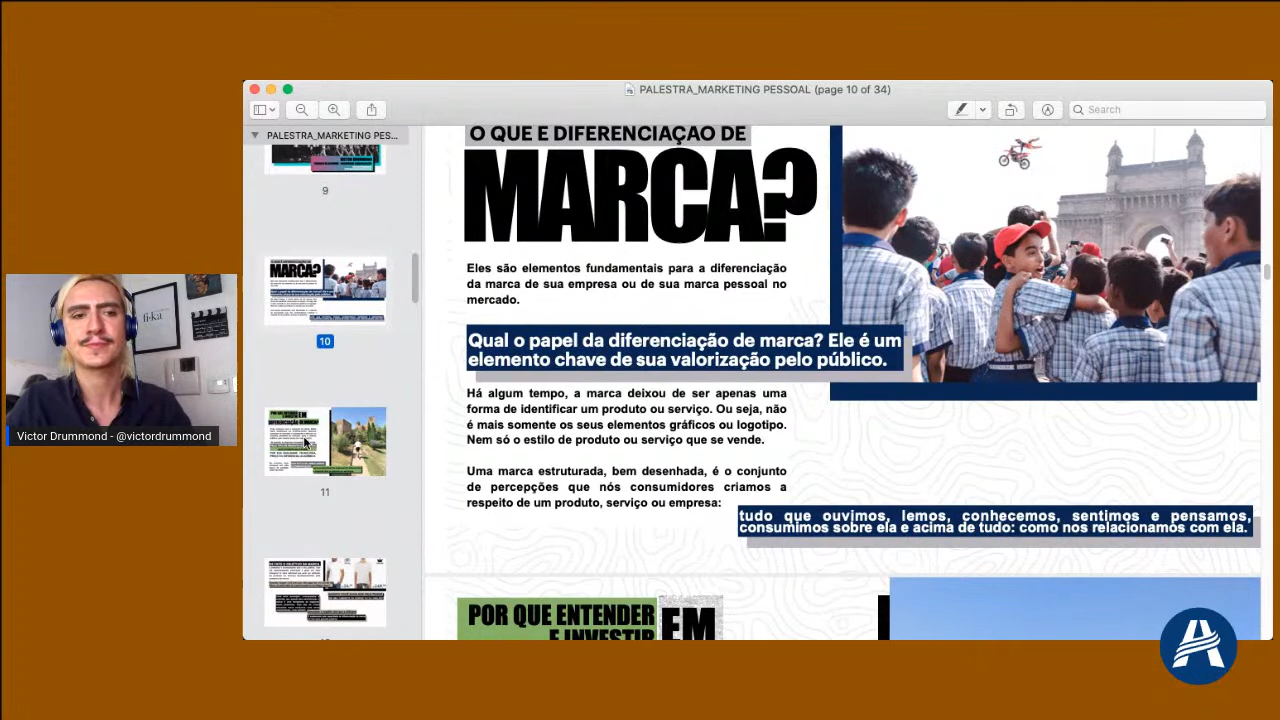 PALESTRA_MARKETING PESSOAL (page 10 of 34)
Search
PALESTRA_MARKETING PES...
9
MARCA?
10
11
fi·ka
Victor Drummond - @victordrummond
O QUE É DIFERENCIAÇÃO DE
MARCA?
Eles são elementos fundamentais para a diferenciação
da marca de sua empresa ou de sua marca pessoal no
mercado.
Qual o papel da diferenciação de marca? Ele é um
elemento chave de sua valorização pelo público.
Há algum tempo, a marca deixou de ser apenas uma
forma de identificar um produto ou serviço. Ou seja, não
é mais somente os seus elementos gráficos ou logotipo.
Nem só o estilo de produto ou serviço que se vende.
Uma marca estruturada, bem desenhada, é o conjunto
de percepções que nós consumidores criamos a
respeito de um produto, serviço ou empresa:
tudo que ouvimos, lemos, conhecemos, sentimos e pensamos,
consumimos sobre ela e acima de tudo: como nos relacionamos com ela.
POR QUE ENTENDER
E INVESTIR
EM